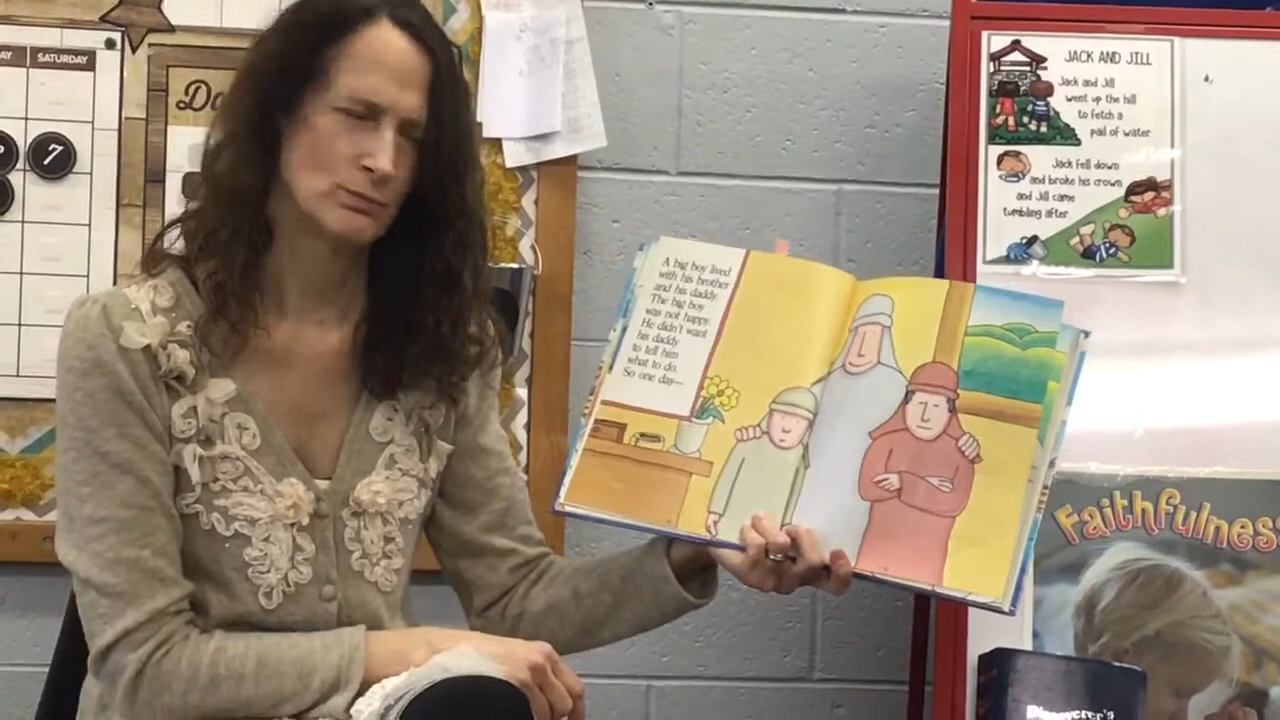 SATURDAY
7
A big boy lived
with his brother
and his daddy.
The big boy
was not happy.
He didn't want
his daddy
to tell him
what to do.
So one day—
JACK AND JILL
Jack and Jill
went up the hill
to fetch a
pail of water
Jack fell down
and broke his crown
and Jill came
tumbling after
Faithfulness
Discoverer's